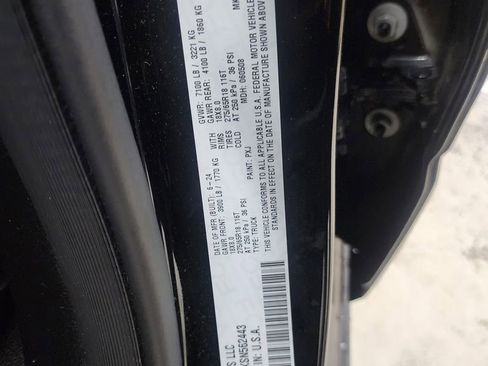 S LLC
DATE OF MFR (BUILT): 6-24
GVWR: 7100 LB / 3221 KG
GAWR FRONT: 3900 LB / 1770 KG WITH GAWR REAR: 4100 LB / 1860 KG
18X8.0 RIMS 18X8.0
275/65R18 116T TIRES 275/65R18 116T
AT 250 kPa / 36 PSI COLD AT 250 kPa / 36 PSI
TYPE: TRUCK PAINT: PXJ MDH: 060508
THIS VEHICLE CONFORMS TO ALL APPLICABLE U.S.A. FEDERAL MOTOR VEHICLE
STANDARDS IN EFFECT ON THE DATE OF MANUFACTURE SHOWN ABOVE
SN562443
IN: U.S.A.